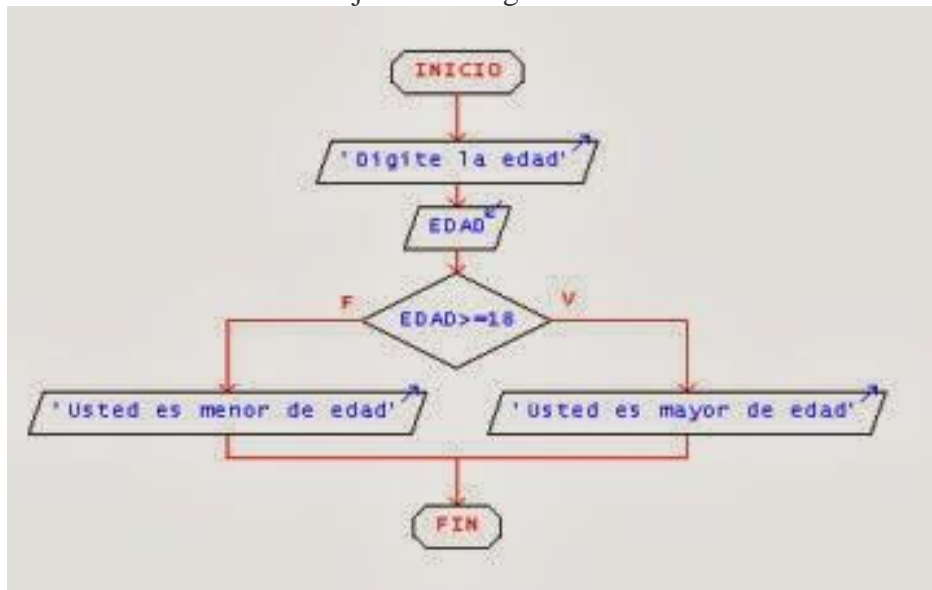 INICIO
'Digite la edad'
EDAD
F
V
EDAD>=18
'Usted es menor de edad'
'Usted es mayor de edad'
FIN